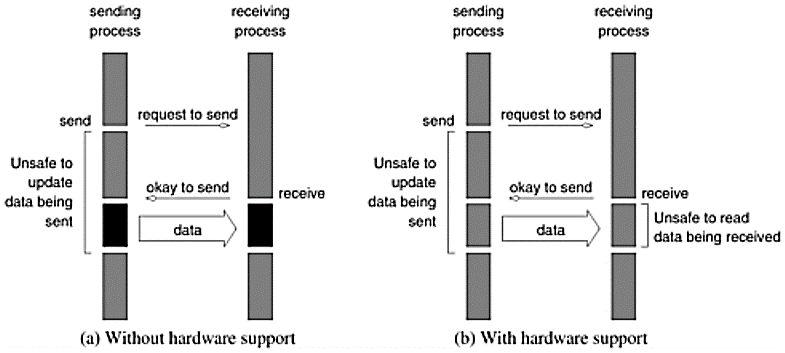 sending
process
receiving
process
send
request to send
Unsafe to
update
data being
sent
okay to send
receive
data
(a) Without hardware support
sending
process
receiving
process
send
request to send
Unsafe to
update
data being
sent
okay to send
receive
data
Unsafe to read
data being received
(b) With hardware support